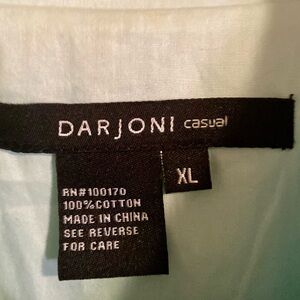 DARJONI casual
XL
RN#100170
100%COTTON
MADE IN CHINA
SEE REVERSE
FOR CARE